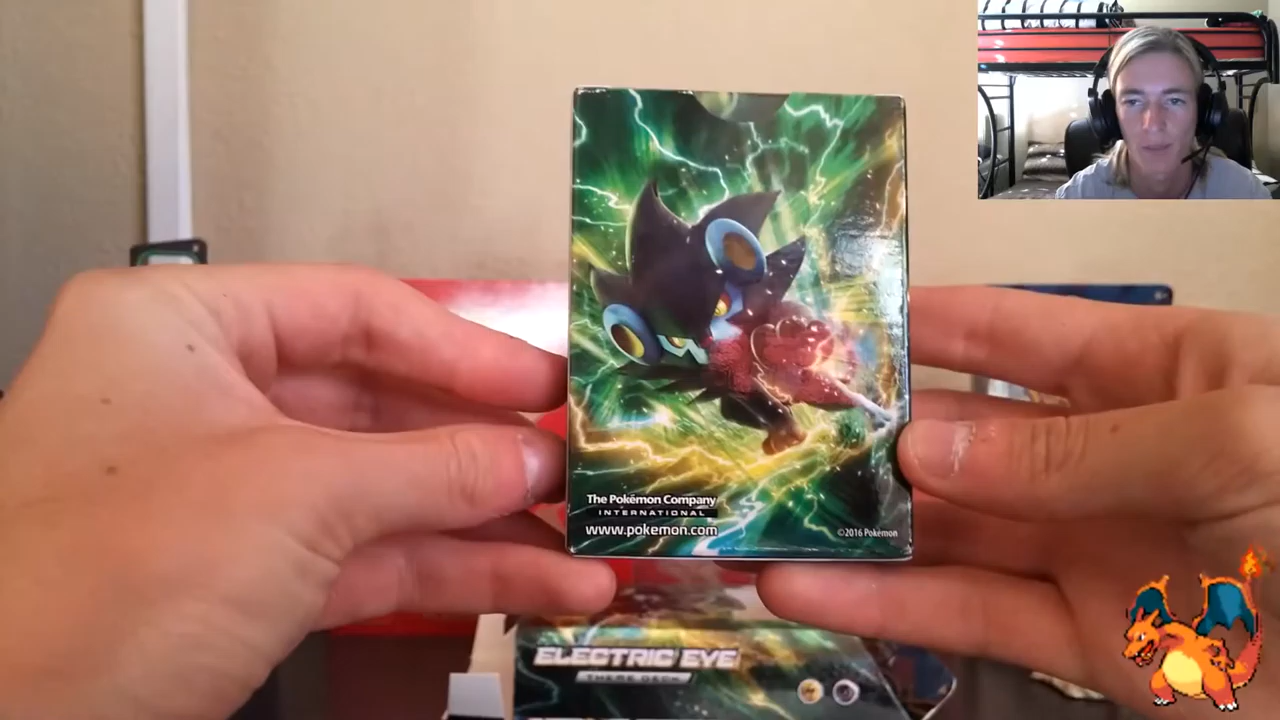 The Pokémon Company
INTERNATIONAL
www.pokemon.com
©2016 Pokémon
ELECTRIC EYE
THEME DECK